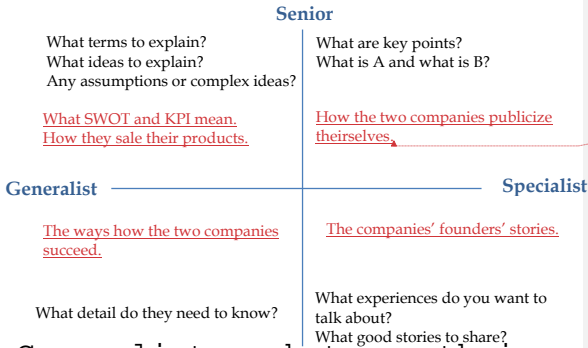 Senior
What terms to explain?
What ideas to explain?
Any assumptions or complex ideas?
What are key points?
What is A and what is B?
What SWOT and KPI mean.
How they sale their products.
How the two companies publicize
theirselves.
Generalist
Specialist
The ways how the two companies
succeed.
The companies' founders' stories.
What detail do they need to know?
What experiences do you want to
talk about?
What good stories to share?